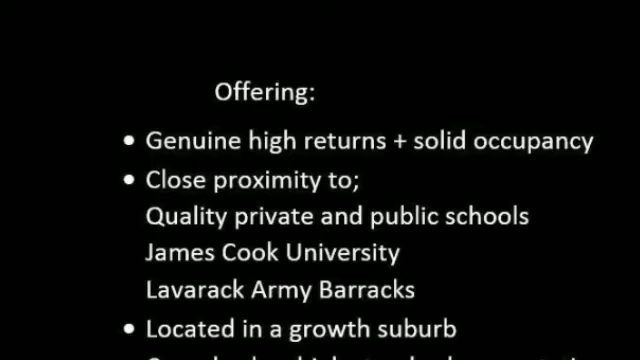 Offering:
• Genuine high returns + solid occupancy
• Close proximity to;
Quality private and public schools
James Cook University
Lavarack Army Barracks
• Located in a growth suburb